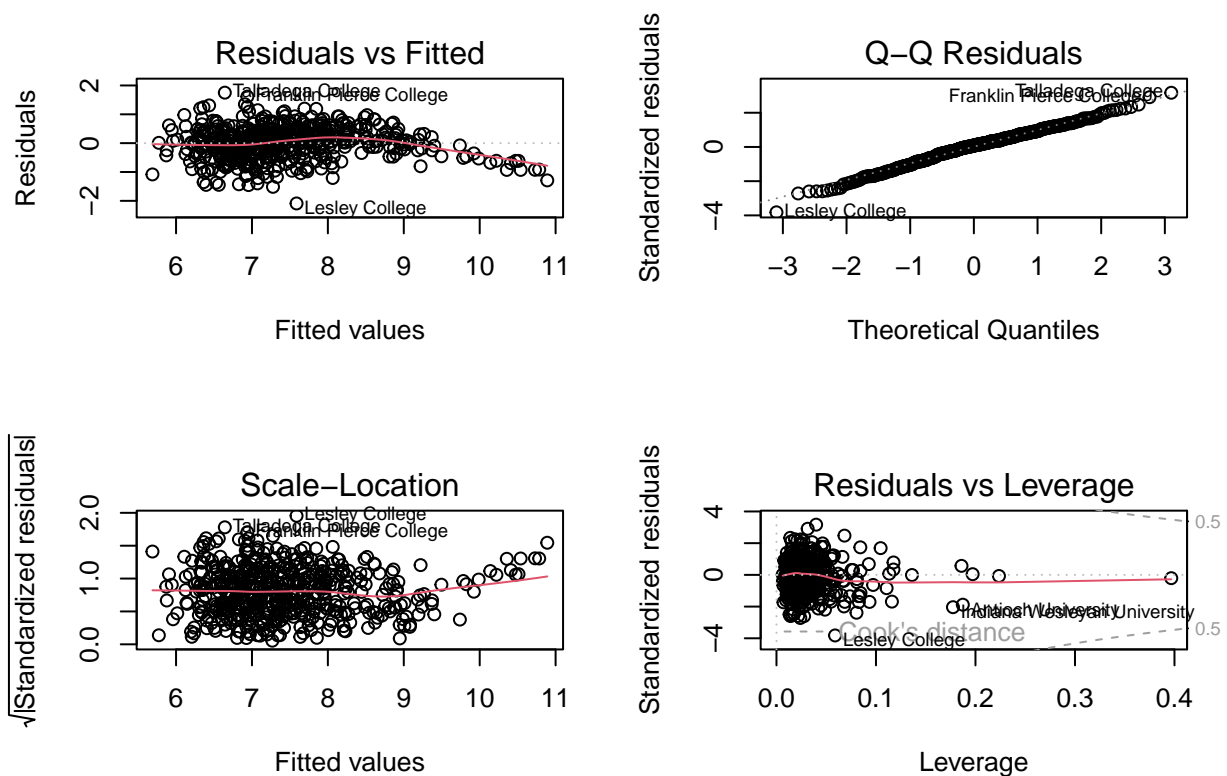 Residuals vs Fitted
Residuals
2
0
−2
Talladega College
Franklin Pierce College
Lesley College
6 7 8 9 10 11
Fitted values
Q−Q Residuals
Standardized residuals
0
−4
Talladega College
Franklin Pierce College
Lesley College
−3 −2 −1 0 1 2 3
Theoretical Quantiles
Scale−Location
√|Standardized residuals|
2.0
1.0
0.0
Lesley College
Talladega College
Franklin Pierce College
6 7 8 9 10 11
Fitted values
Residuals vs Leverage
Standardized residuals
4
0
−4
0.5
Antioch University
Indiana Wesleyan University
Cook's distance
0.5
Lesley College
0.0 0.1 0.2 0.3 0.4
Leverage